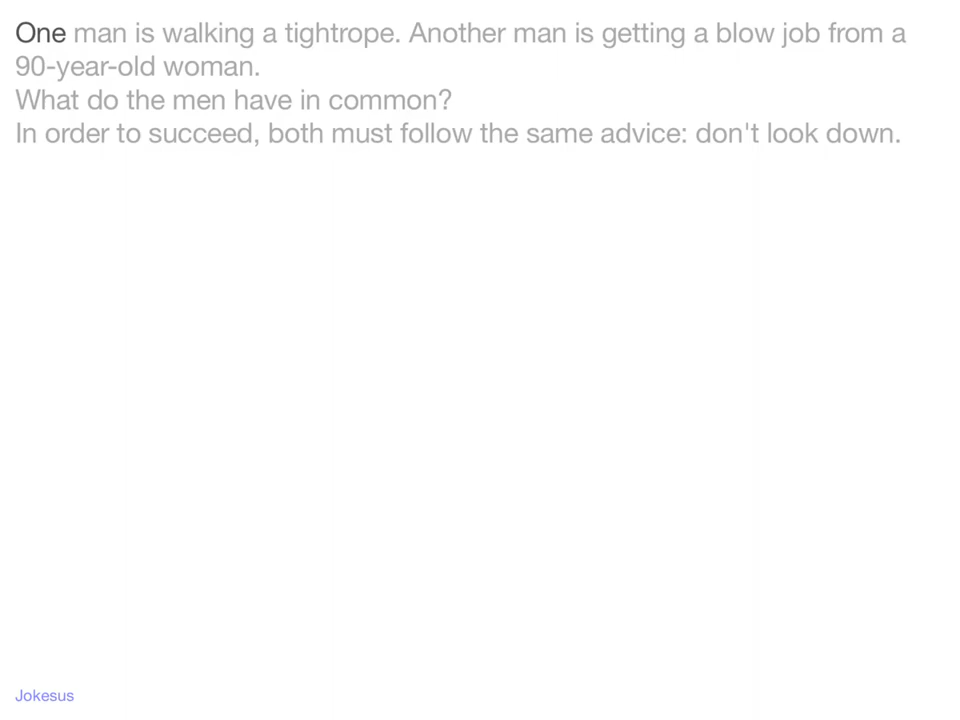 One man is walking a tightrope. Another man is getting a blow job from a
90-year-old woman.
What do the men have in common?
In order to succeed, both must follow the same advice: don't look down.
Jokesus